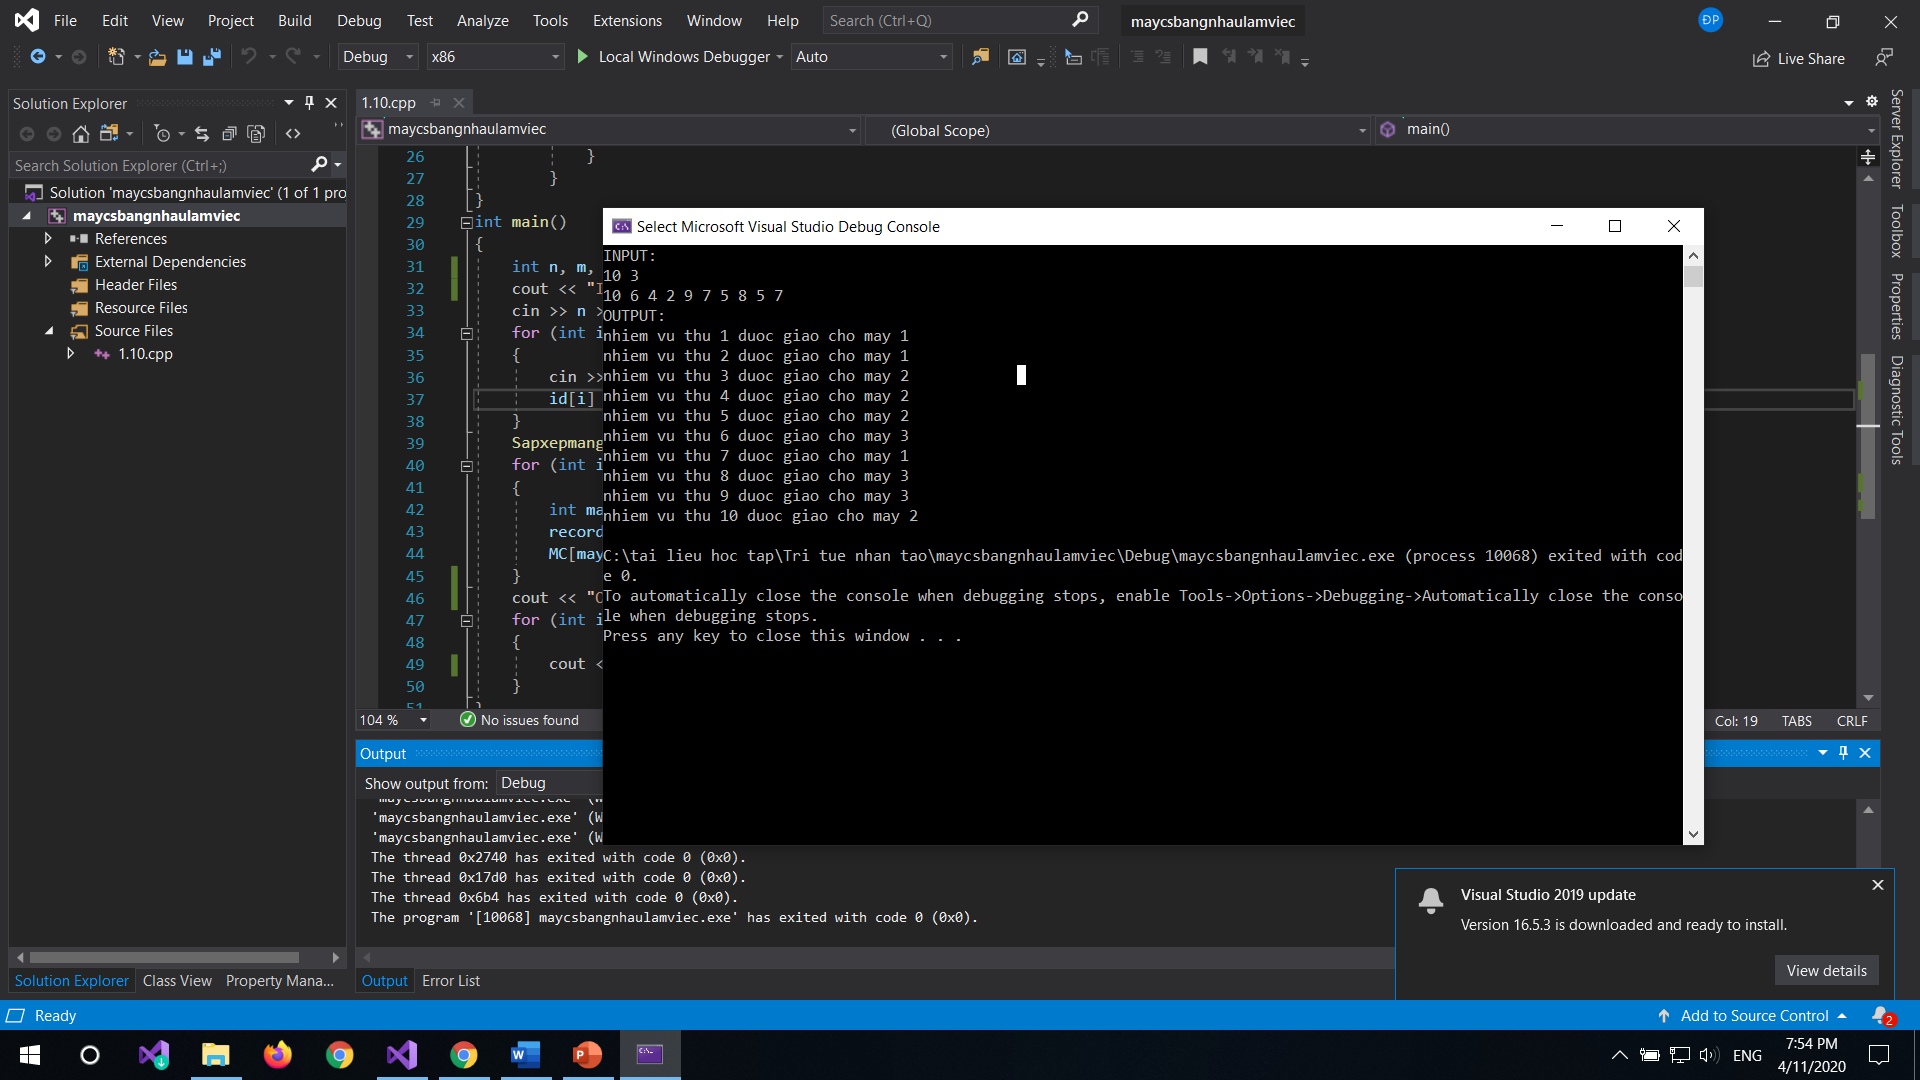 File Edit View Project Build Debug Test Analyze Tools Extensions Window Help Search (Ctrl+Q) maycsbangnhaulamviec ĐP
Debug x86 Local Windows Debugger Auto Live Share
Solution Explorer
Search Solution Explorer (Ctrl+;)
Solution 'maycsbangnhaulamviec' (1 of 1 pro
maycsbangnhaulamviec
References
External Dependencies
Header Files
Resource Files
Source Files
1.10.cpp
Solution Explorer Class View Property Mana...
1.10.cpp
maycsbangnhaulamviec (Global Scope) main()
26 }
27 }
28 }
29 int main()
30 {
31 int n, m,
32 cout << "I
33 cin >> n >
34 for (int i
35 {
36 cin >>
37 id[i]
38 }
39 Sapxepmang
40 for (int i
41 {
42 int ma
43 record
44 MC[may
45 }
46 cout << "O
47 for (int i
48 {
49 cout <
50 }
51 }
104 % No issues found Col: 19 TABS CRLF
Select Microsoft Visual Studio Debug Console
INPUT:
10 3
10 6 4 2 9 7 5 8 5 7
OUTPUT:
nhiem vu thu 1 duoc giao cho may 1
nhiem vu thu 2 duoc giao cho may 1
nhiem vu thu 3 duoc giao cho may 2
nhiem vu thu 4 duoc giao cho may 2
nhiem vu thu 5 duoc giao cho may 2
nhiem vu thu 6 duoc giao cho may 3
nhiem vu thu 7 duoc giao cho may 1
nhiem vu thu 8 duoc giao cho may 3
nhiem vu thu 9 duoc giao cho may 3
nhiem vu thu 10 duoc giao cho may 2
C:\tai lieu hoc tap\Tri tue nhan tao\maycsbangnhaulamviec\Debug\maycsbangnhaulamviec.exe (process 10068) exited with cod
e 0.
To automatically close the console when debugging stops, enable Tools->Options->Debugging->Automatically close the conso
le when debugging stops.
Press any key to close this window . . .
Output
Show output from: Debug
'maycsbangnhaulamviec.exe' (W
'maycsbangnhaulamviec.exe' (W
'maycsbangnhaulamviec.exe' (W
The thread 0x2740 has exited with code 0 (0x0).
The thread 0x17d0 has exited with code 0 (0x0).
The thread 0x6b4 has exited with code 0 (0x0).
The program '[10068] maycsbangnhaulamviec.exe' has exited with code 0 (0x0).
Output Error List
Server Explorer
Toolbox
Properties
Diagnostic Tools
Visual Studio 2019 update
Version 16.5.3 is downloaded and ready to install.
View details
Ready Add to Source Control 2
ENG 7:54 PM
4/11/2020